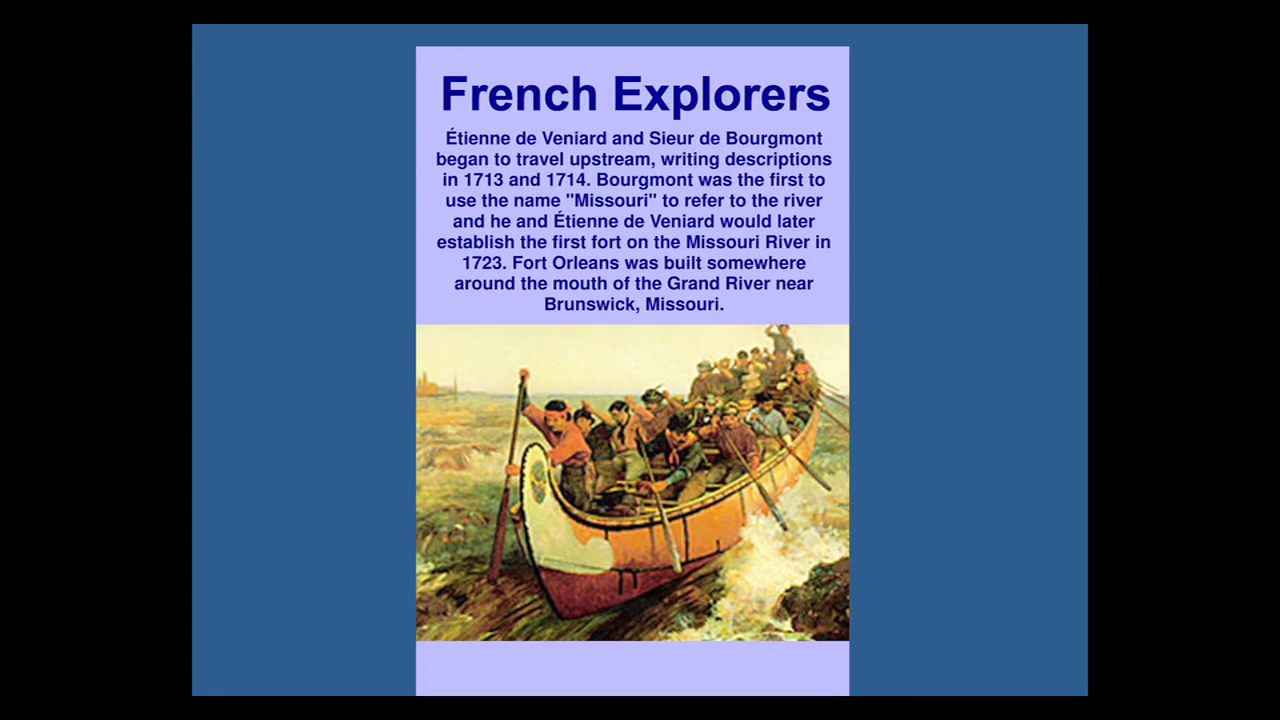 French Explorers
Étienne de Veniard and Sieur de Bourgmont
began to travel upstream, writing descriptions
in 1713 and 1714. Bourgmont was the first to
use the name "Missouri" to refer to the river
and he and Étienne de Veniard would later
establish the first fort on the Missouri River in
1723. Fort Orleans was built somewhere
around the mouth of the Grand River near
Brunswick, Missouri.